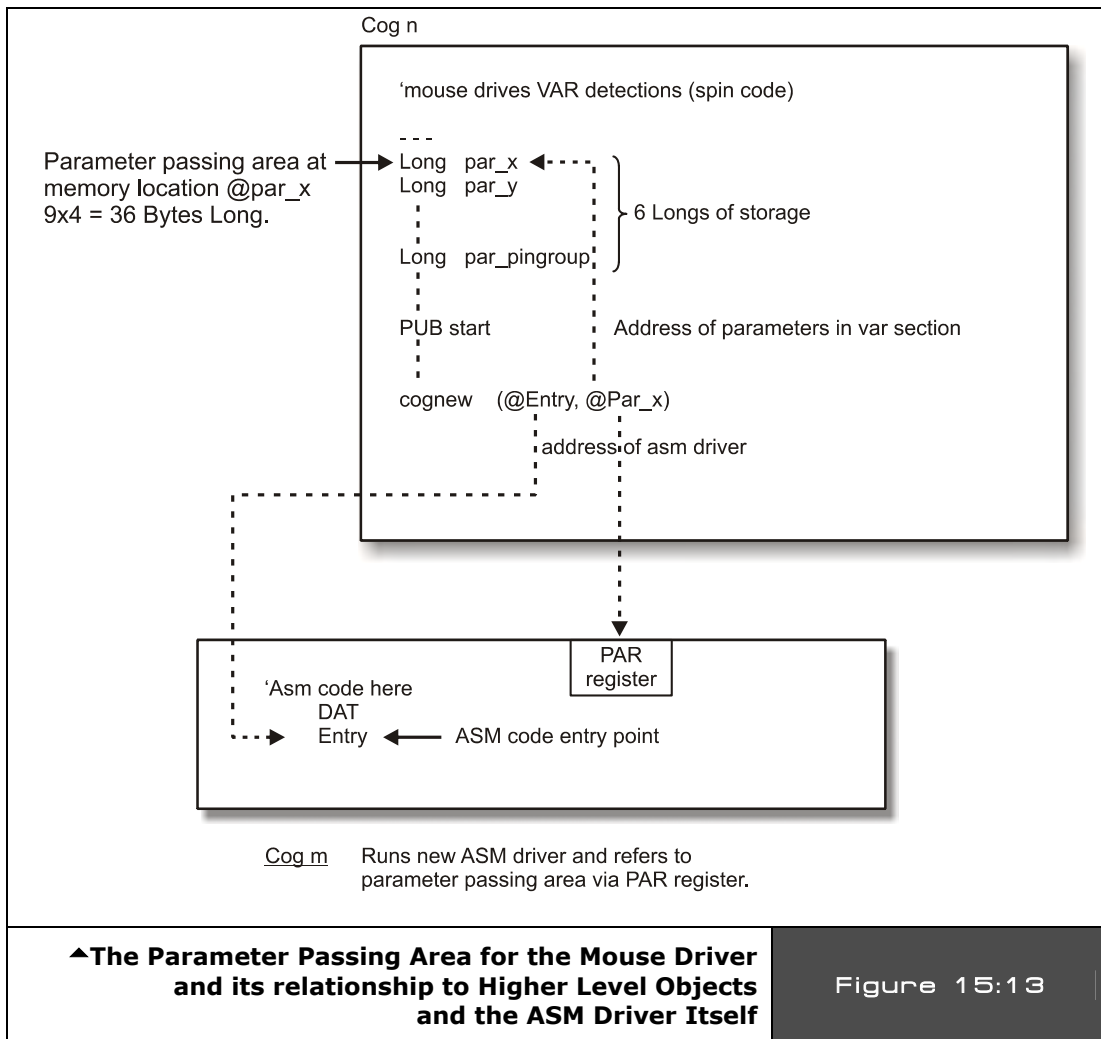 Cog n
‘mouse drives VAR detections (spin code)
- - -
Parameter passing area at
memory location @par_x
9x4 = 36 Bytes Long.
Long par_x
Long par_y
6 Longs of storage
Long par_pingroup
PUB start
Address of parameters in var section
cognew (@Entry, @Par_x)
address of asm driver
PAR
register
‘Asm code here
DAT
Entry
ASM code entry point
Cog m
Runs new ASM driver and refers to
parameter passing area via PAR register.
▲The Parameter Passing Area for the Mouse Driver
and its relationship to Higher Level Objects
and the ASM Driver Itself
Figure 15:13